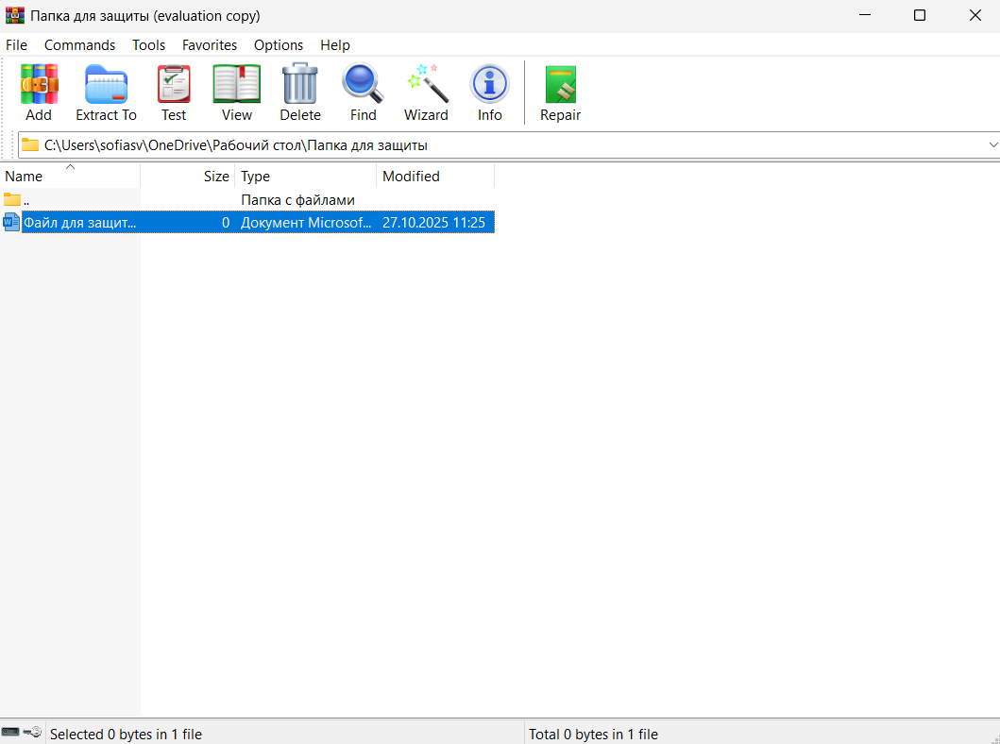 Папка для защиты (evaluation copy)
File Commands Tools Favorites Options Help
Add Extract To Test View Delete Find Wizard Info Repair
C:\Users\sofiasv\OneDrive\Рабочий стол\Папка для защиты
Name Size Type Modified
.. Папка с файлами
Файл для защит... 0 Документ Microsof... 27.10.2025 11:25
Selected 0 bytes in 1 file Total 0 bytes in 1 file